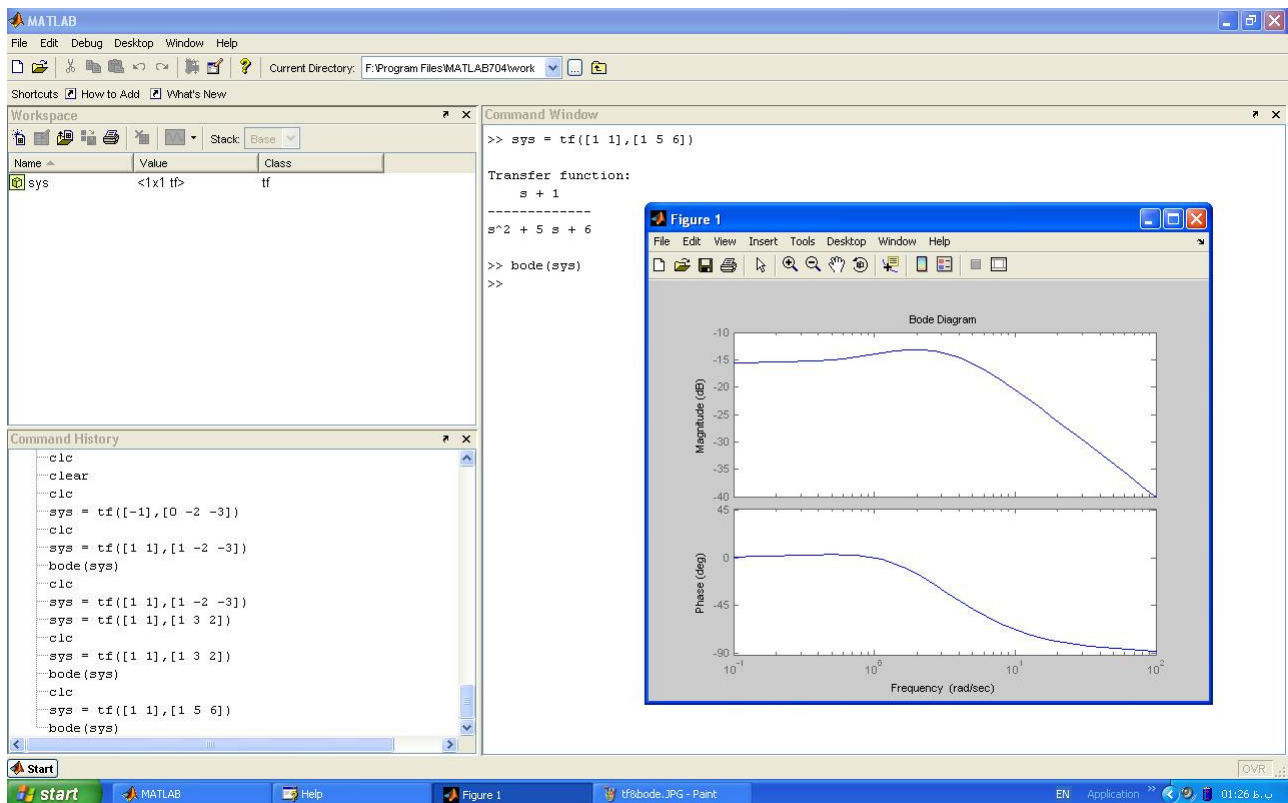 MATLAB
File Edit Debug Desktop Window Help
Current Directory: F:\Program Files\MATLAB704\work
Shortcuts How to Add What's New
Workspace
Stack: Base
Name Value Class
sys <1x1 tf> tf
Command History
clc
clear
clc
sys = tf([-1],[0 -2 -3])
clc
sys = tf([1 1],[1 -2 -3])
bode(sys)
clc
sys = tf([1 1],[1 -2 -3])
sys = tf([1 1],[1 3 2])
clc
sys = tf([1 1],[1 3 2])
bode(sys)
clc
sys = tf([1 1],[1 5 6])
bode(sys)
Command Window
>> sys = tf([1 1],[1 5 6])
Transfer function:
s + 1
-------------
s^2 + 5 s + 6
>> bode(sys)
>>
Figure 1
File Edit View Insert Tools Desktop Window Help
Bode Diagram
Magnitude (dB)
-10
-15
-20
-25
-30
-35
-40
Phase (deg)
45
0
-45
-90
10^-1 10^0 10^1 10^2
Frequency (rad/sec)
Start
OVR
start MATLAB Help Figure 1 tf&bode.JPG - Paint EN Application » 01:26 ب.ظ